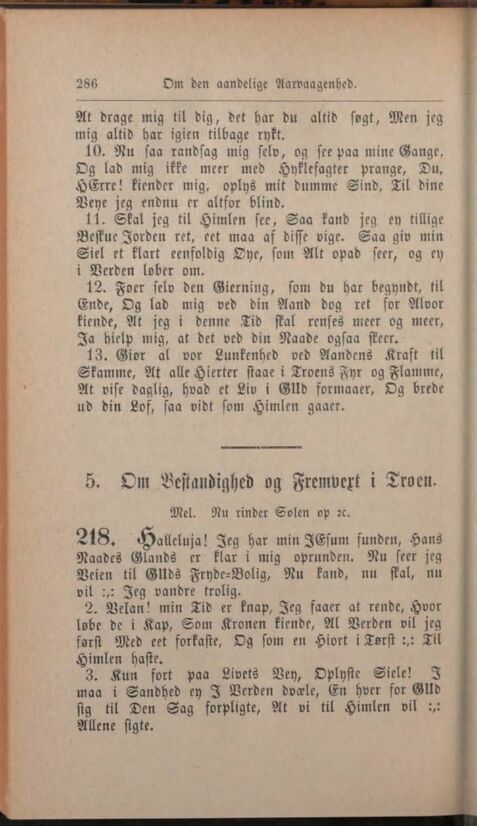 286 Om den aandelige Aarvaagenhed.
At drage mig til dig, det har du altid søgt, Men jeg
mig altid har igien tilbage rykt.
10. Nu saa randsag mig selv, og see paa mine Gange,
Og lad mig ikke meer med Hyklefagter prange, Du,
HErre! kiender mig, oplys mit dumme Sind, Til dine
Veye jeg endnu er altfor blind.
11. Skal jeg til Himlen see, Saa kand jeg ey tillige
Beskue Jorden ret, eet maa af disse vige. Saa giv min
Siel et klart eenfoldig Oye, som Alt opad seer, og ey
i Verden løber om.
12. Føer selv den Gierning, som du har begyndt, til
Ende, Og lad mig ved din Aand dog ret for Alvor
kiende, At jeg i denne Tid skal renses meer og meer,
Ja hielp mig, at det ved din Naade ogsaa skeer.
13. Giør al vor Lunkenhed ved Aandens Kraft til
Skamme, At alle Hierter staae i Troens Fyr og Flamme,
At vise daglig, hvad et Liv i GUd formaaer, Og brede
ud din Lof, saa vidt som Himlen gaaer.
5. Om Bestandighed og Fremvext i Troen.
Mel. Nu rinder Solen op ꝛc.
218. Halleluja! Jeg har min JEsum funden, Hans
Naades Glands er klar i mig oprunden. Nu seer jeg
Veien til GUds Fryde-Bolig, Nu kand, nu skal, nu
vil :,: Jeg vandre trolig.
2. Velan! min Tid er knap, Jeg faaer at rende, Hvor
løbe de i Kap, Som Kronen kiende, Al Verden vil jeg
først Med eet forkaste, Og som en Hiort i Tørst :,: Til
Himlen haste.
3. Kun fort paa Livets Vey, Oplyste Siele! I
maa i Sandhed ey I Verden dvæle, En hver for GUd
sig til Den Sag forpligte, At vi til Himlen vil :,:
Allene sigte.